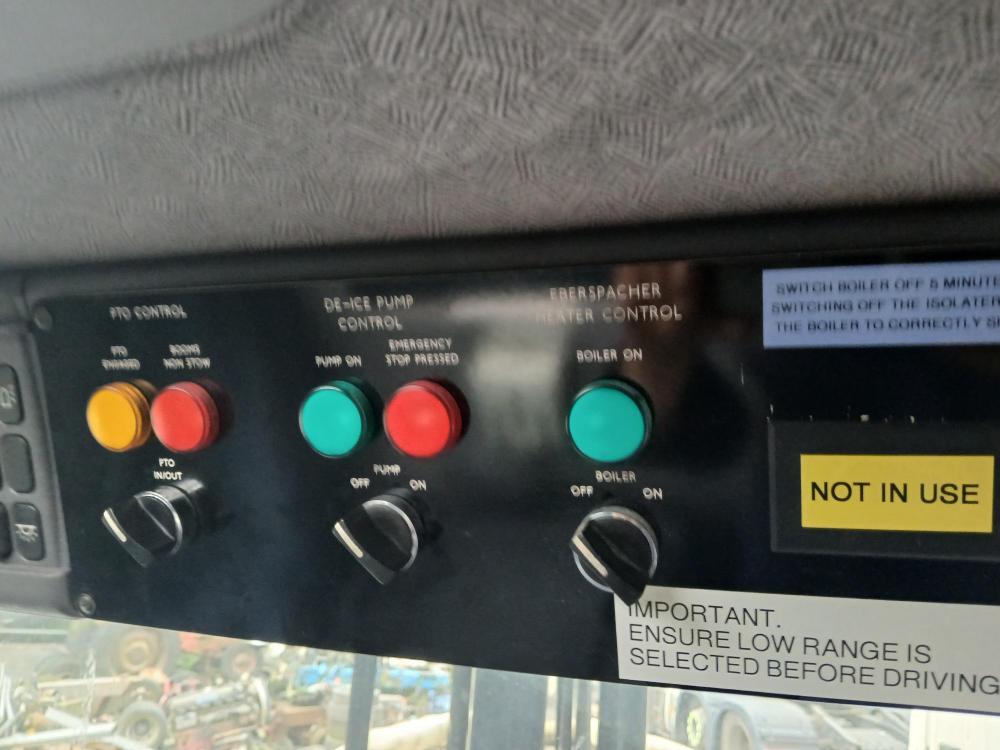 PTO CONTROL
PTO
ENGAGED
BOOMS
NON STOW
PTO
IN/OUT
DE-ICE PUMP
CONTROL
PUMP ON
EMERGENCY
STOP PRESSED
PUMP
OFF
ON
EBERSPACHER
HEATER CONTROL
BOILER ON
BOILER
OFF
ON
SWITCH BOILER OFF 5 MINUTE
SWITCHING OFF THE ISOLATER
THE BOILER TO CORRECTLY
NOT IN USE
IMPORTANT.
ENSURE LOW RANGE IS
SELECTED BEFORE DRIVING